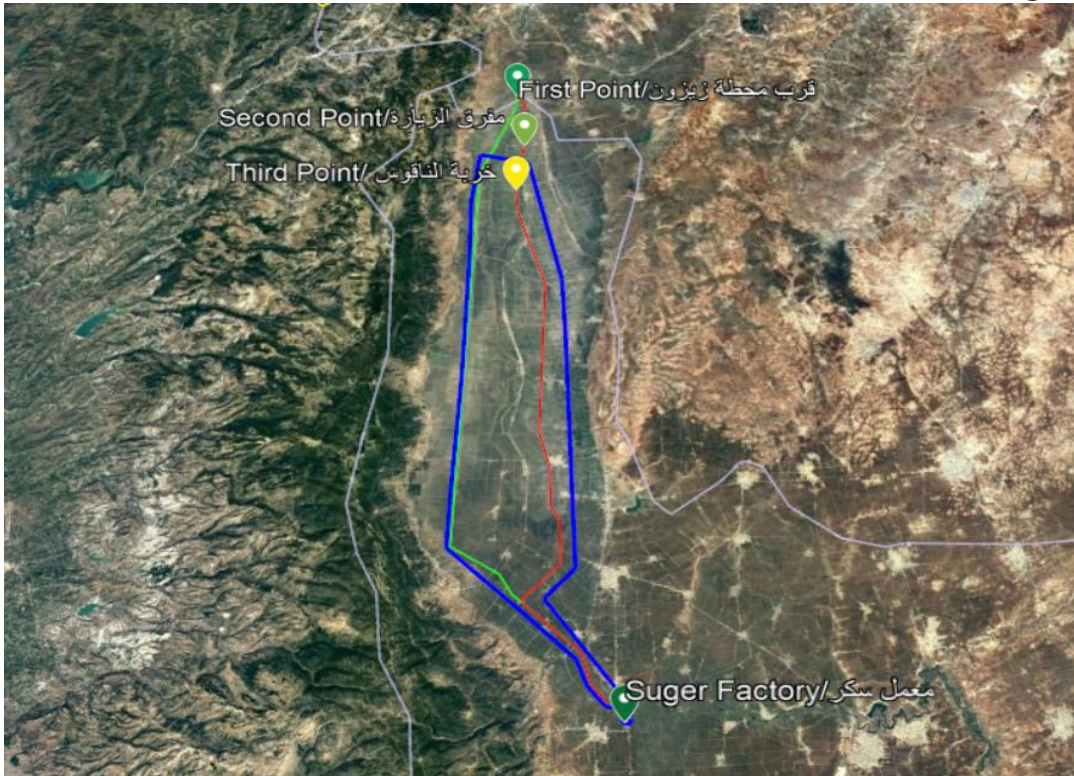 First Point/قرب محطة زيزون
Second Point/مفرق الزيارة
Third Point/ خربة الناقوس
Suger Factory/معمل سكر